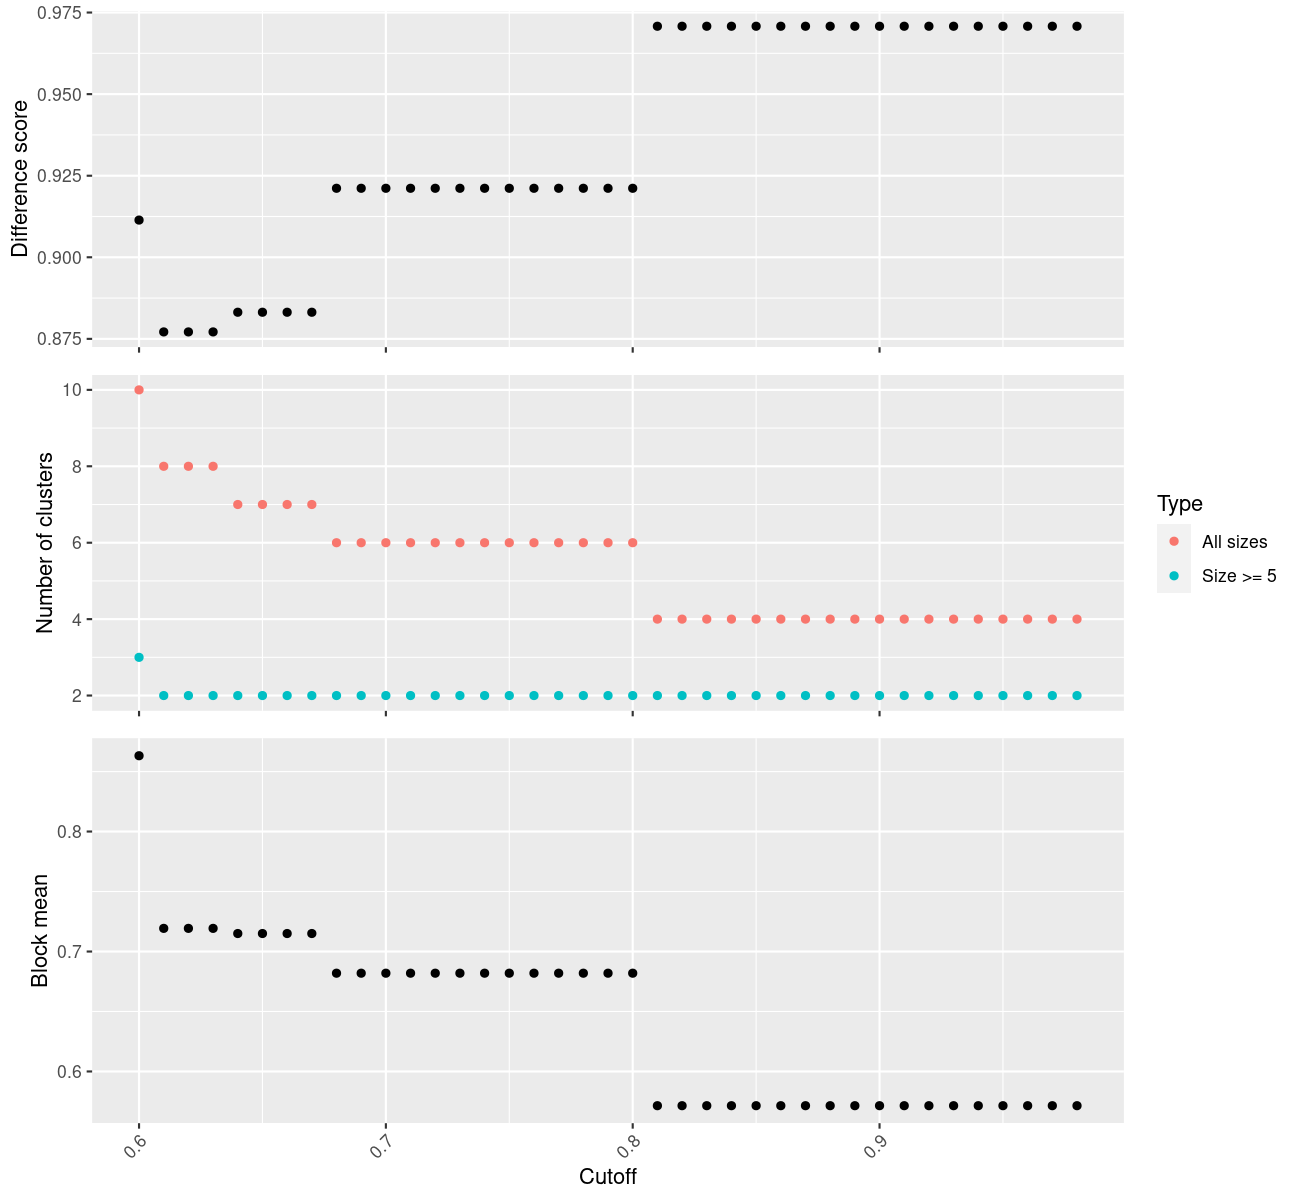 Difference score
0.975
0.950
0.925
0.900
0.875
Number of clusters
10
8
6
4
2
Type
All sizes
Size >= 5
Block mean
0.8
0.7
0.6
0.6
0.7
0.8
0.9
Cutoff